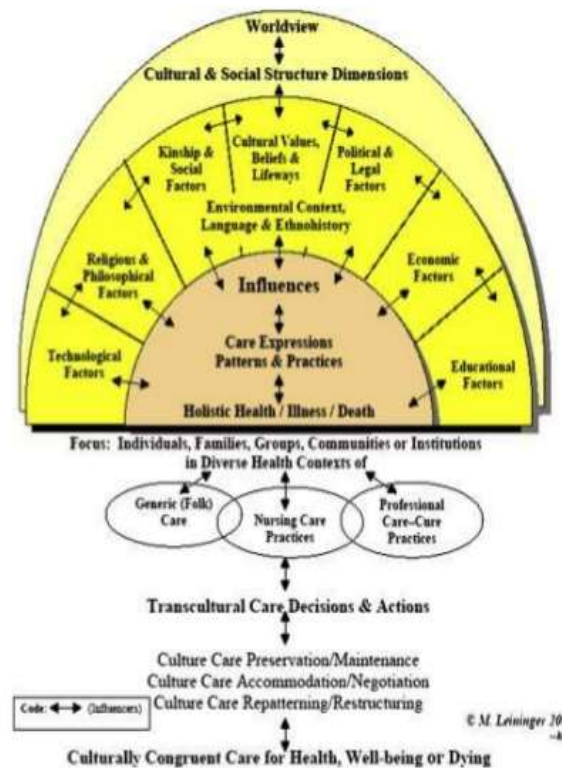 Worldview
Cultural & Social Structure Dimensions
Kinship &
Social
Factors
Cultural Values,
Beliefs &
Lifeways
Political &
Legal
Factors
Environmental Context,
Language & Ethnohistory
Religious &
Philosophical
Factors
Economic
Factors
Technological
Factors
Educational
Factors
Influences
Care Expressions
Patterns & Practices
Holistic Health / Illness / Death
Focus: Individuals, Families, Groups, Communities or Institutions
in Diverse Health Contexts of
Generic (Folk)
Care
Nursing Care
Practices
Professional
Care–Cure
Practices
Transcultural Care Decisions & Actions
Culture Care Preservation/Maintenance
Culture Care Accommodation/Negotiation
Culture Care Repatterning/Restructuring
Code: (Influencers)
© M. Leininger 20
Culturally Congruent Care for Health, Well-being or Dying